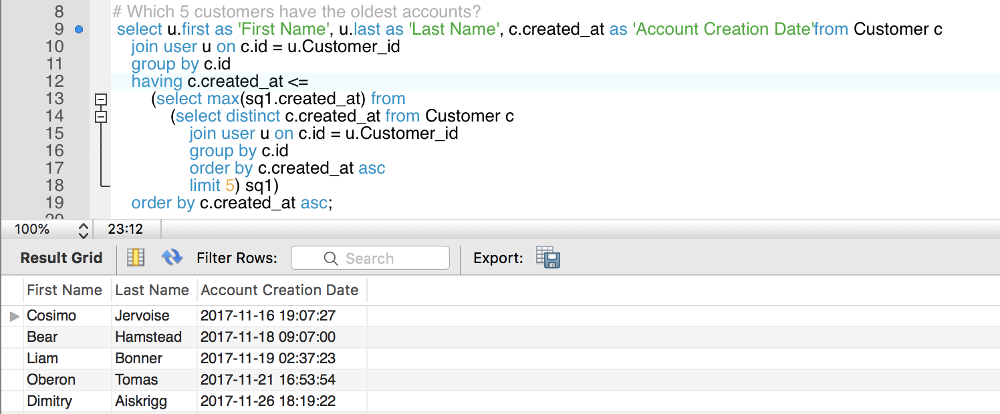 8 # Which 5 customers have the oldest accounts?
9 select u.first as 'First Name', u.last as 'Last Name', c.created_at as 'Account Creation Date'from Customer c
10 join user u on c.id = u.Customer_id
11 group by c.id
12 having c.created_at <=
13 (select max(sq1.created_at) from
14 (select distinct c.created_at from Customer c
15 join user u on c.id = u.Customer_id
16 group by c.id
17 order by c.created_at asc
18 limit 5) sq1)
19 order by c.created_at asc;
20
100% 23:12
Result Grid Filter Rows: Search Export:
First Name Last Name Account Creation Date
Cosimo Jervoise 2017-11-16 19:07:27
Bear Hamstead 2017-11-18 09:07:00
Liam Bonner 2017-11-19 02:37:23
Oberon Tomas 2017-11-21 16:53:54
Dimitry Aiskrigg 2017-11-26 18:19:22